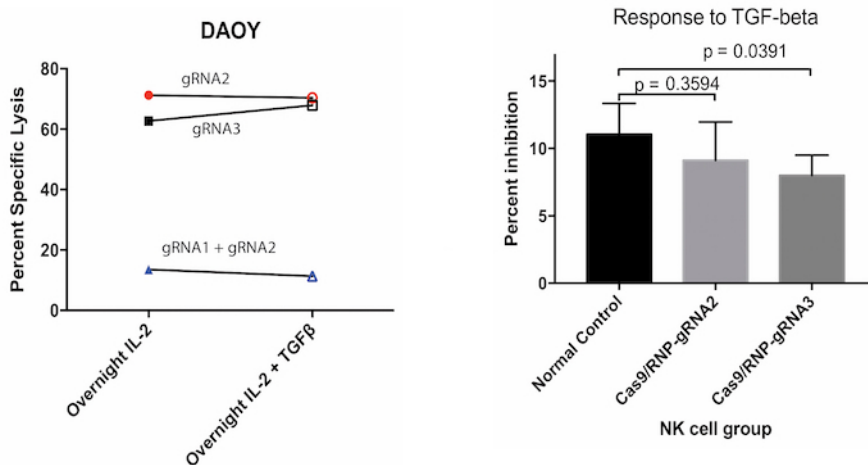 DAOY
Percent Specific Lysis
80
60
40
20
0
gRNA2
gRNA3
gRNA1 + gRNA2
Overnight IL-2
Overnight IL-2 + TGFβ
Response to TGF-beta
p = 0.0391
p = 0.3594
Percent inhibition
15
10
5
0
Normal Control
Cas9/RNP-gRNA2
Cas9/RNP-gRNA3
NK cell group